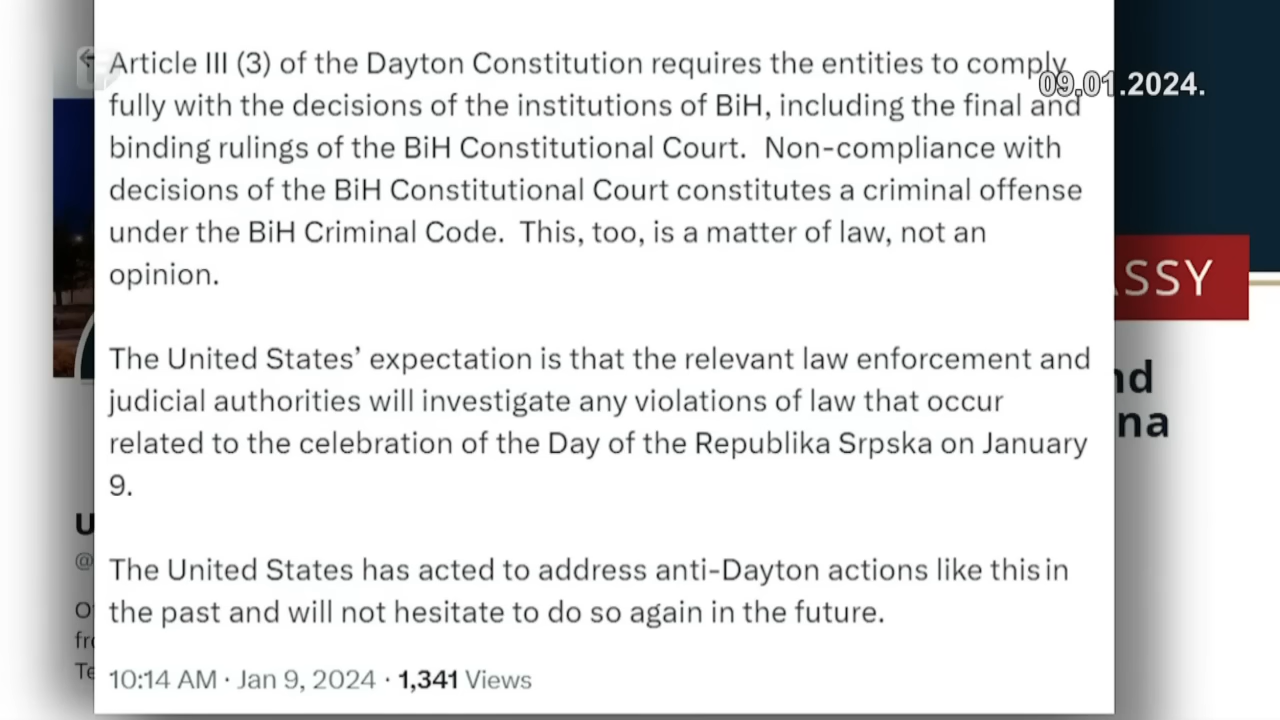 Article III (3) of the Dayton Constitution requires the entities to comply
09.01.2024.
fully with the decisions of the institutions of BiH, including the final and
binding rulings of the BiH Constitutional Court.  Non-compliance with
decisions of the BiH Constitutional Court constitutes a criminal offense
under the BiH Criminal Code.  This, too, is a matter of law, not an
opinion.
The United States’ expectation is that the relevant law enforcement and
judicial authorities will investigate any violations of law that occur
related to the celebration of the Day of the Republika Srpska on January
9.
The United States has acted to address anti-Dayton actions like this in
the past and will not hesitate to do so again in the future.
10:14 AM · Jan 9, 2024 · 1,341 Views